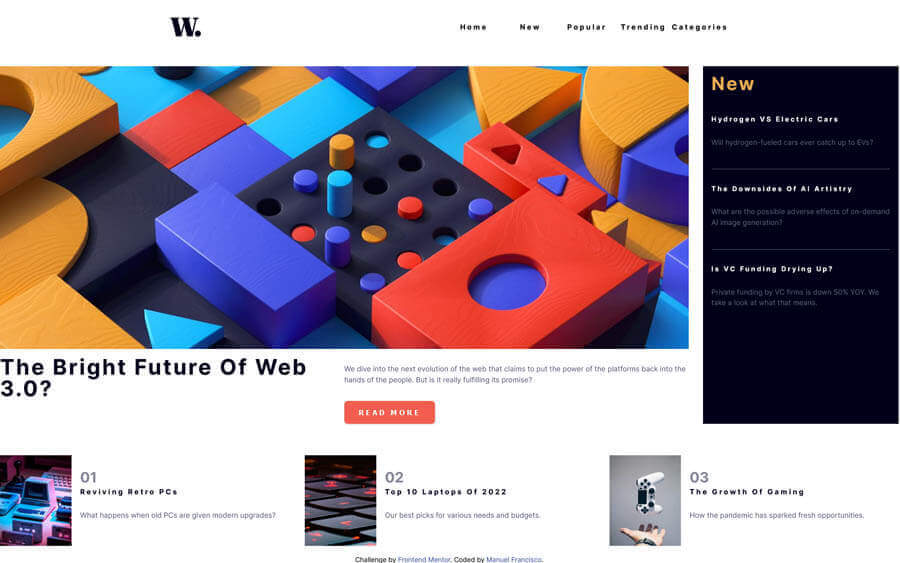 W.
Home New Popular Trending Categories
New
Hydrogen VS Electric Cars
Will hydrogen-fueled cars ever catch up to EVs?
The Downsides Of AI Artistry
What are the possible adverse effects of on-demand
AI image generation?
Is VC Funding Drying Up?
Private funding by VC firms is down 50% YOY. We
take a look at what that means.
The Bright Future Of Web
3.0?
We dive into the next evolution of the web that claims to put the power of the platforms back into the
hands of the people. But is it really fulfilling its promise?
READ MORE
01
Reviving Retro PCs
What happens when old PCs are given modern upgrades?
02
Top 10 Laptops Of 2022
Our best picks for various needs and budgets.
03
The Growth Of Gaming
How the pandemic has sparked fresh opportunities.
Challenge by Frontend Mentor. Coded by Manuel Francisco.